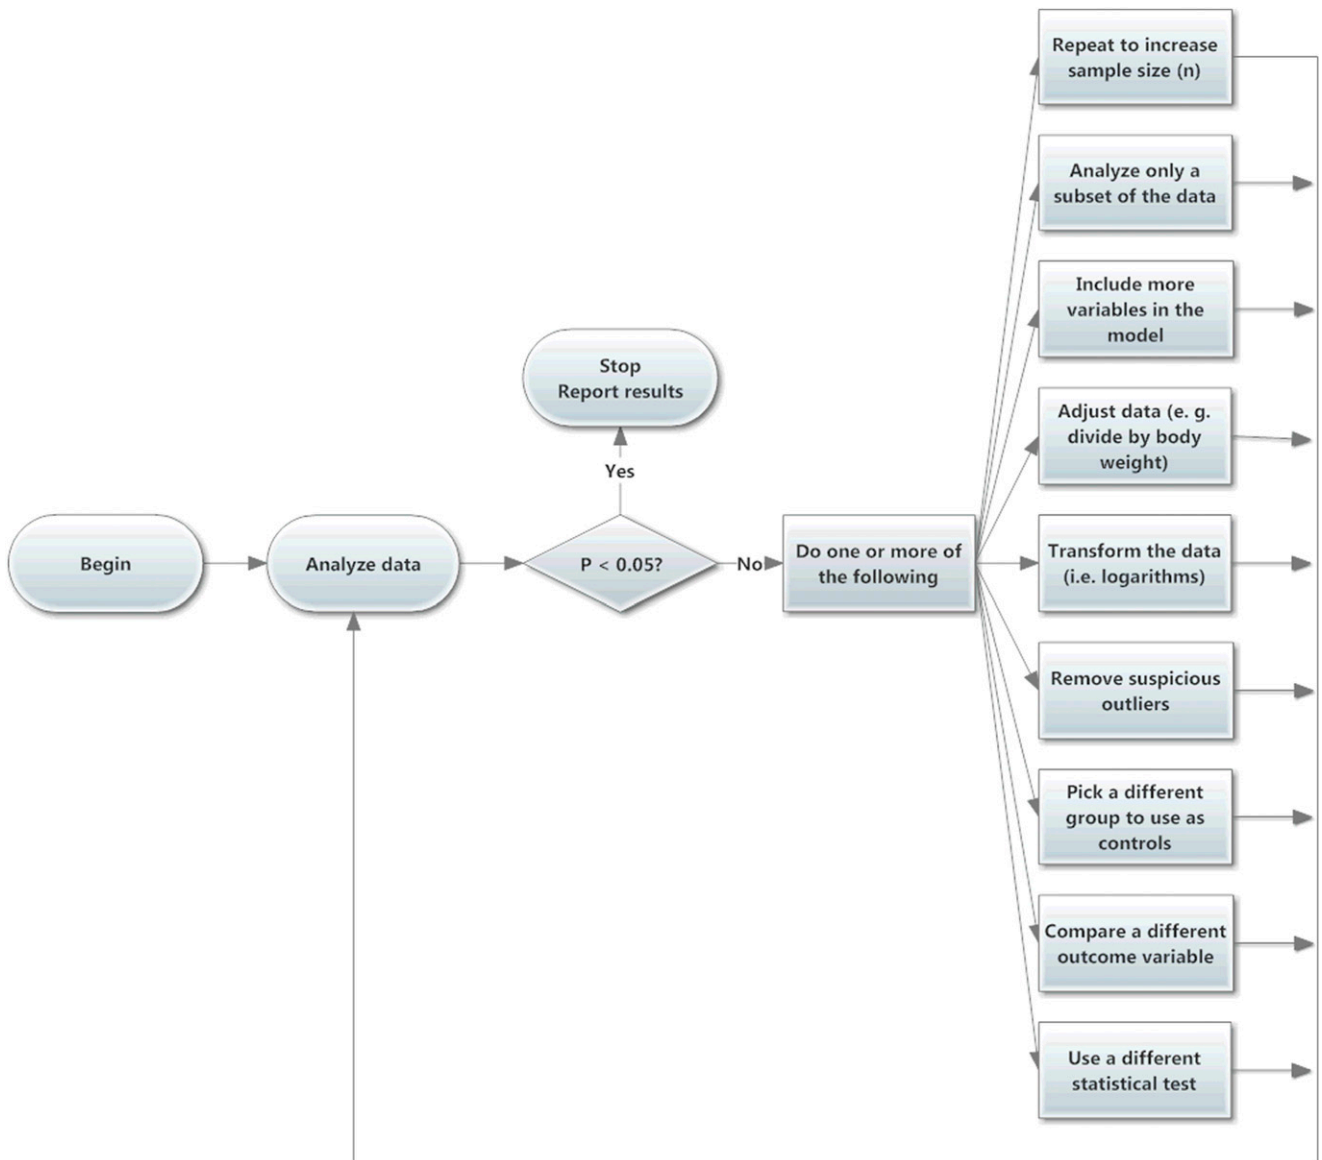 Repeat to increase
sample size (n)
Analyze only a
subset of the data
Include more
variables in the
model
Stop
Report results
Adjust data (e. g.
divide by body
weight)
Yes
Begin
Analyze data
P < 0.05?
No
Do one or more of
the following
Transform the data
(i.e. logarithms)
Remove suspicious
outliers
Pick a different
group to use as
controls
Compare a different
outcome variable
Use a different
statistical test